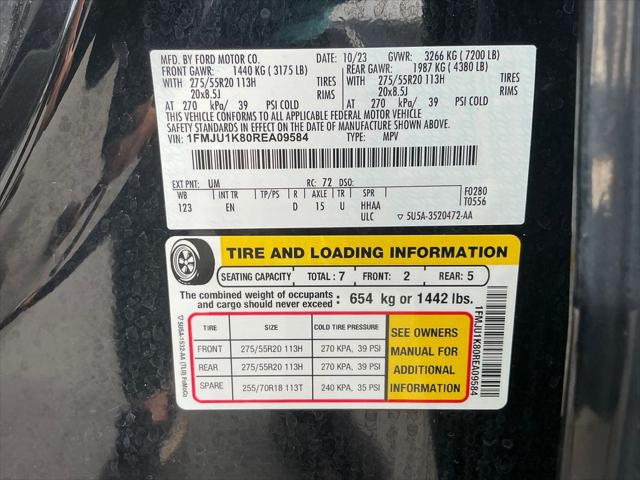 MFD. BY FORD MOTOR CO. DATE: 10/23 GVWR: 3266 KG (7200 LB)
FRONT GAWR: 1440 KG (3175 LB) REAR GAWR: 1987 KG (4380 LB)
WITH 275/55R20 113H TIRES WITH 275/55R20 113H TIRES
20x8.5J RIMS 20x8.5J RIMS
AT 270 kPa/ 39 PSI COLD AT 270 kPa/ 39 PSI COLD
THIS VEHICLE CONFORMS TO ALL APPLICABLE FEDERAL MOTOR VEHICLE
SAFETY STANDARDS IN EFFECT ON THE DATE OF MANUFACTURE SHOWN ABOVE.
VIN: 1FMJU1K80REA09584 TYPE: MPV
EXT PNT: UM RC: 72 DSO:
WB INT TR TP/PS R AXLE TR SPR F0280
123 EN D 15 U HHAA T0556
ULC 5U5A-3520472-AA
TIRE AND LOADING INFORMATION
SEATING CAPACITY TOTAL: 7 FRONT: 2 REAR: 5
The combined weight of occupants and cargo should never exceed: 654 kg or 1442 lbs.
TIRE SIZE COLD TIRE PRESSURE
FRONT 275/55R20 113H 270 KPA, 39 PSI
REAR 275/55R20 113H 270 KPA, 39 PSI
SPARE 255/70R18 113T 240 KPA, 35 PSI
SEE OWNERS
MANUAL FOR
ADDITIONAL
INFORMATION
1FMJU1K80REA09584
5U5A-1532-AA (TLU) FoMoCo